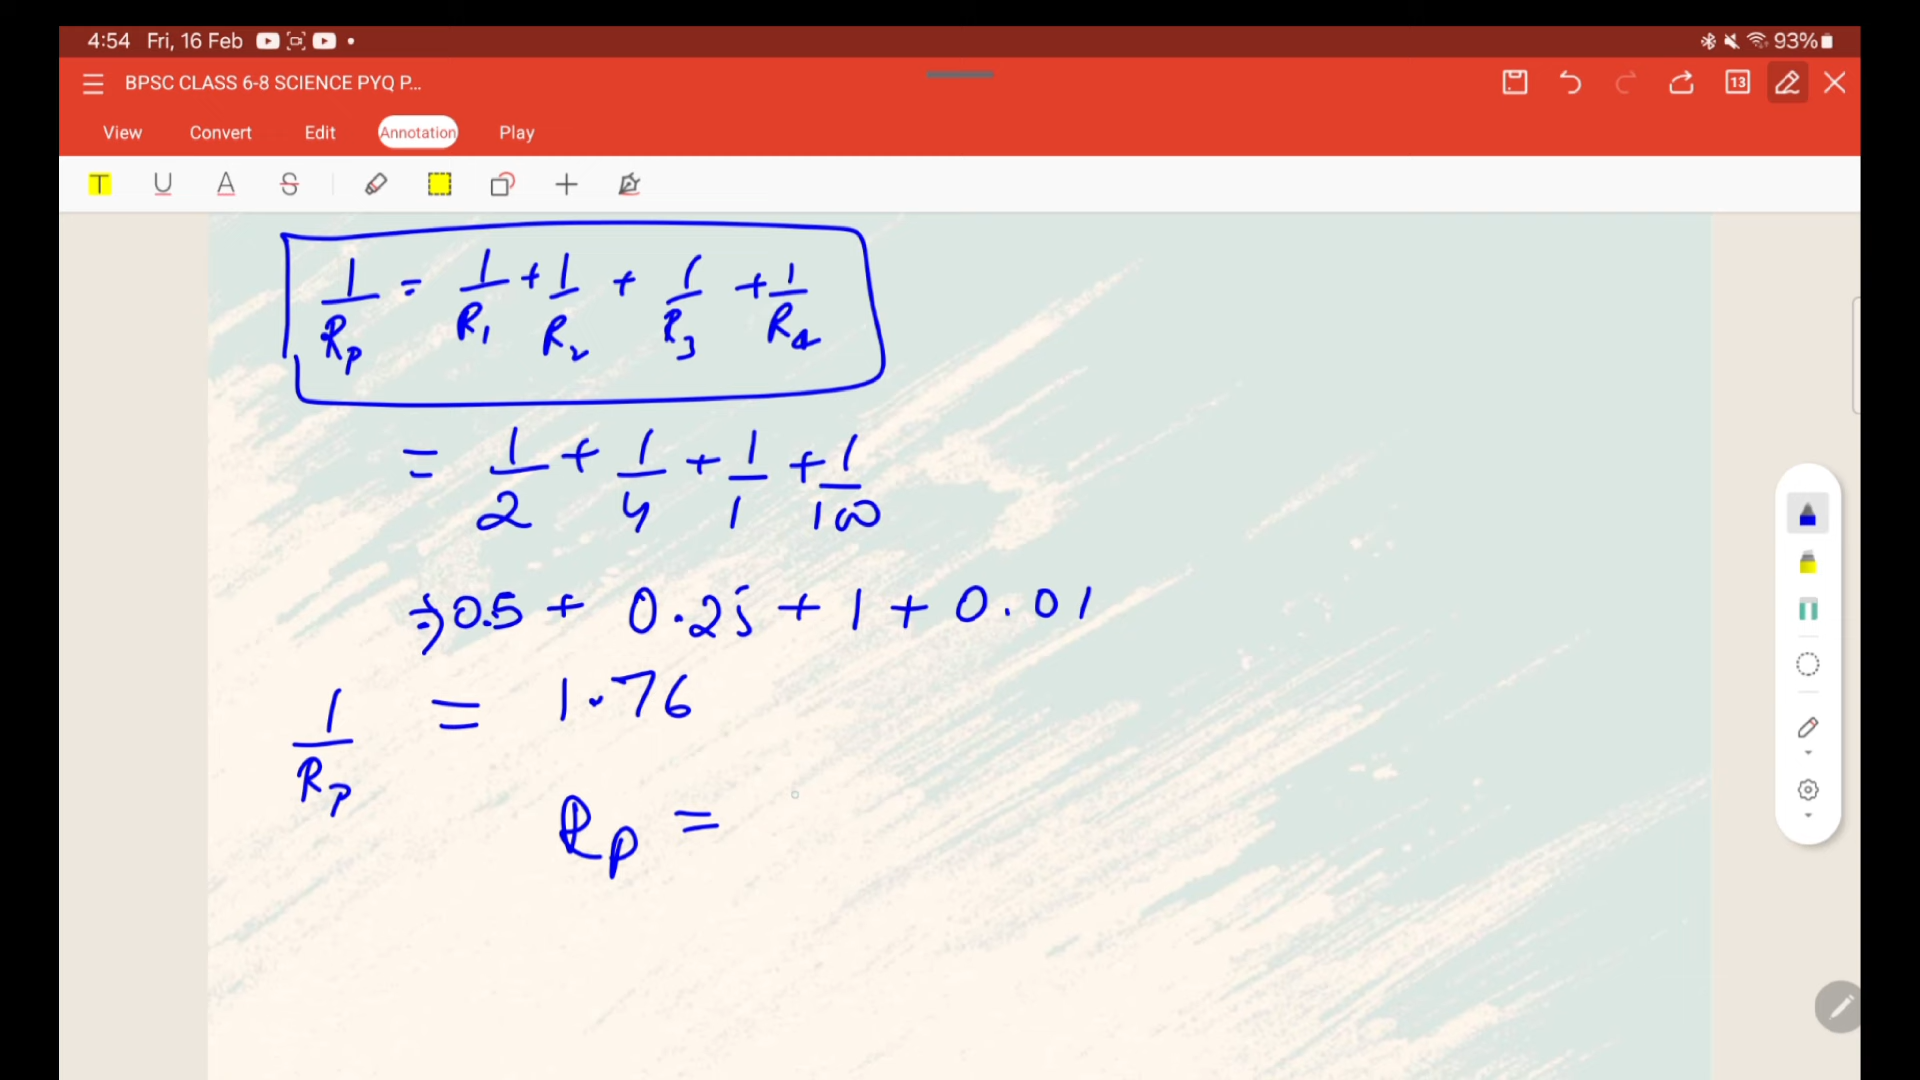 4:54 Fri, 16 Feb 93%
BPSC CLASS 6-8 SCIENCE PYQ P... 13
View Convert Edit Annotation Play
T U A S
1/Rp = 1/R1 + 1/R2 + 1/R3 + 1/R4
= 1/2 + 1/4 + 1/1 + 1/100
⇒ 0.5 + 0.25 + 1 + 0.01
1/Rp = 1.76
Rp =